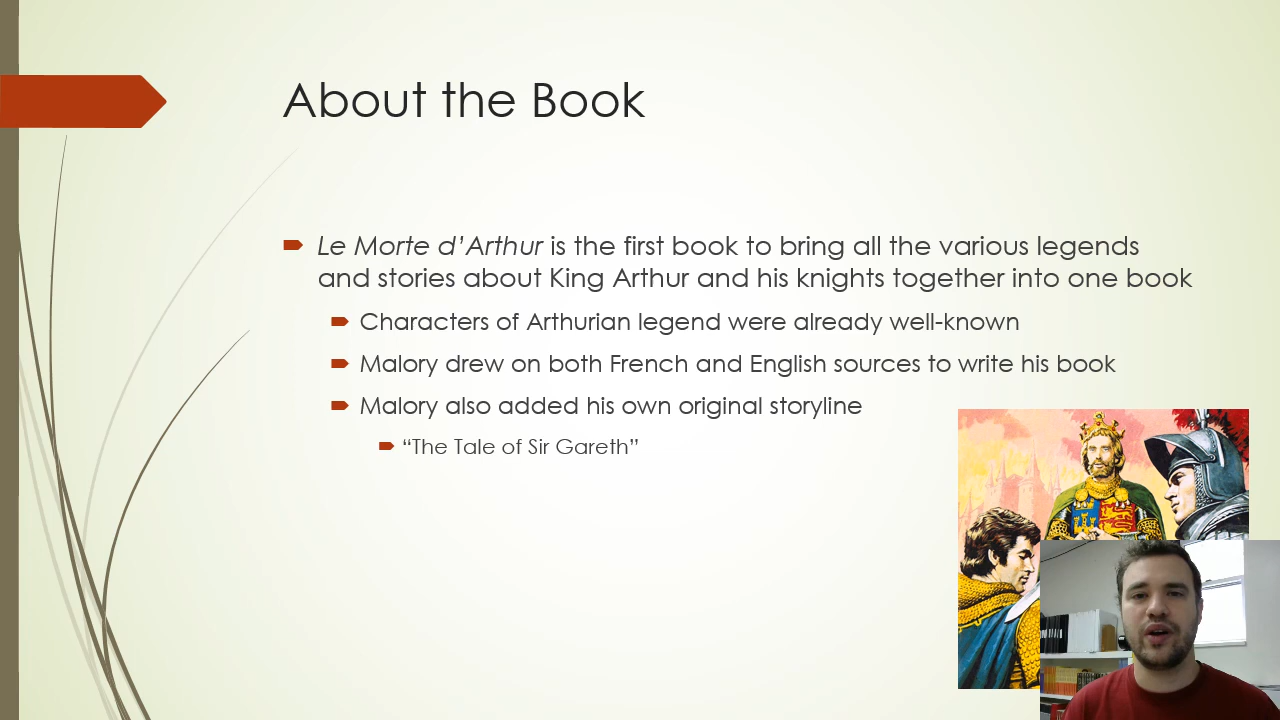 About the Book
Le Morte d’Arthur is the first book to bring all the various legends
and stories about King Arthur and his knights together into one book
Characters of Arthurian legend were already well-known
Malory drew on both French and English sources to write his book
Malory also added his own original storyline
“The Tale of Sir Gareth”